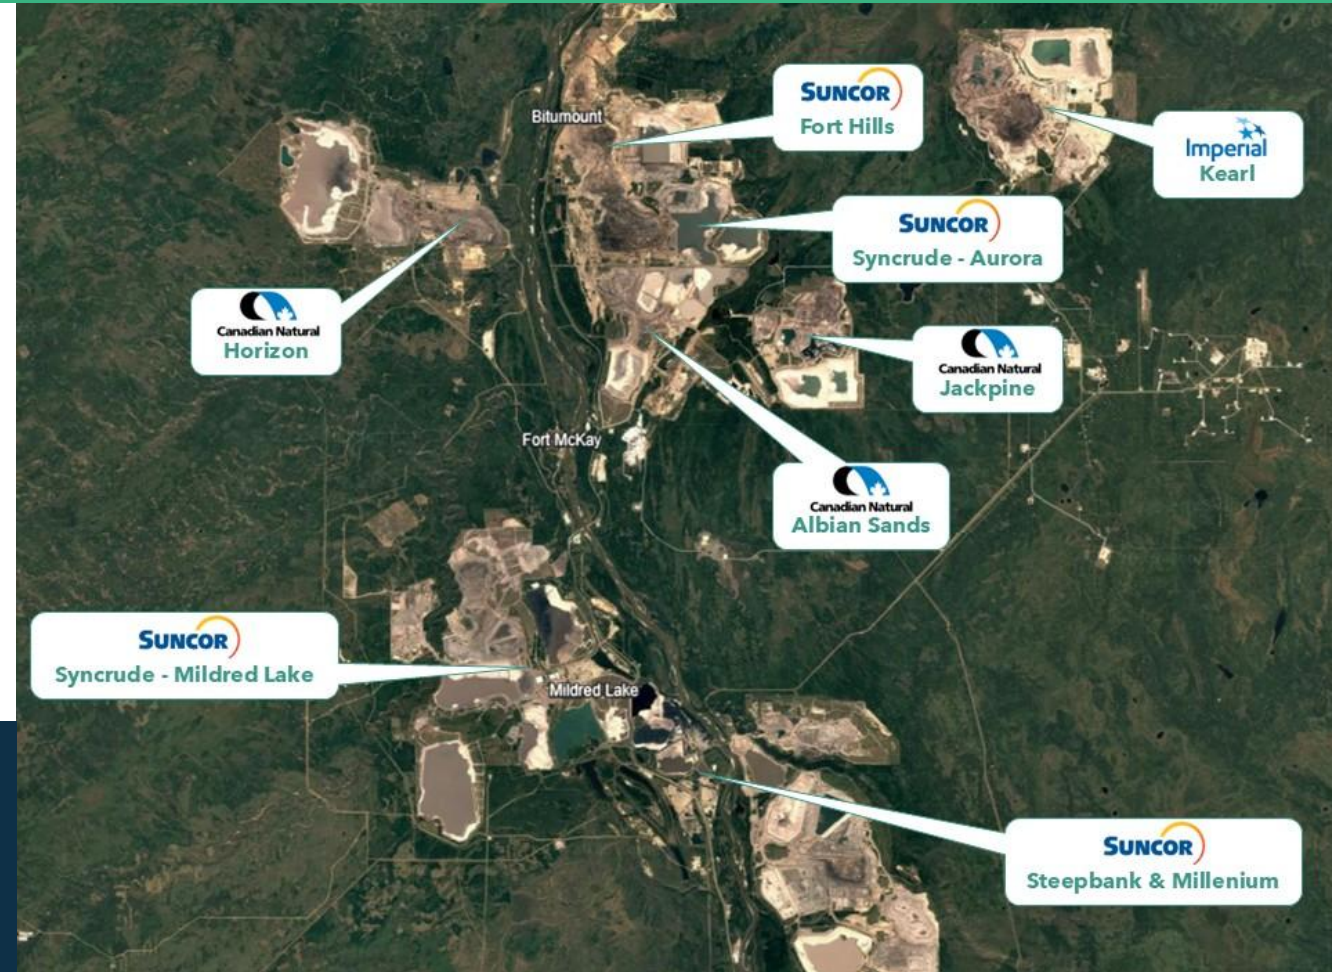 Bitumount
SUNCOR
Fort Hills
Imperial
Kearl
SUNCOR
Syncrude - Aurora
Canadian Natural
Horizon
Canadian Natural
Jackpine
Fort McKay
Canadian Natural
Albian Sands
SUNCOR
Syncrude - Mildred Lake
Mildred Lake
SUNCOR
Steepbank & Millenium